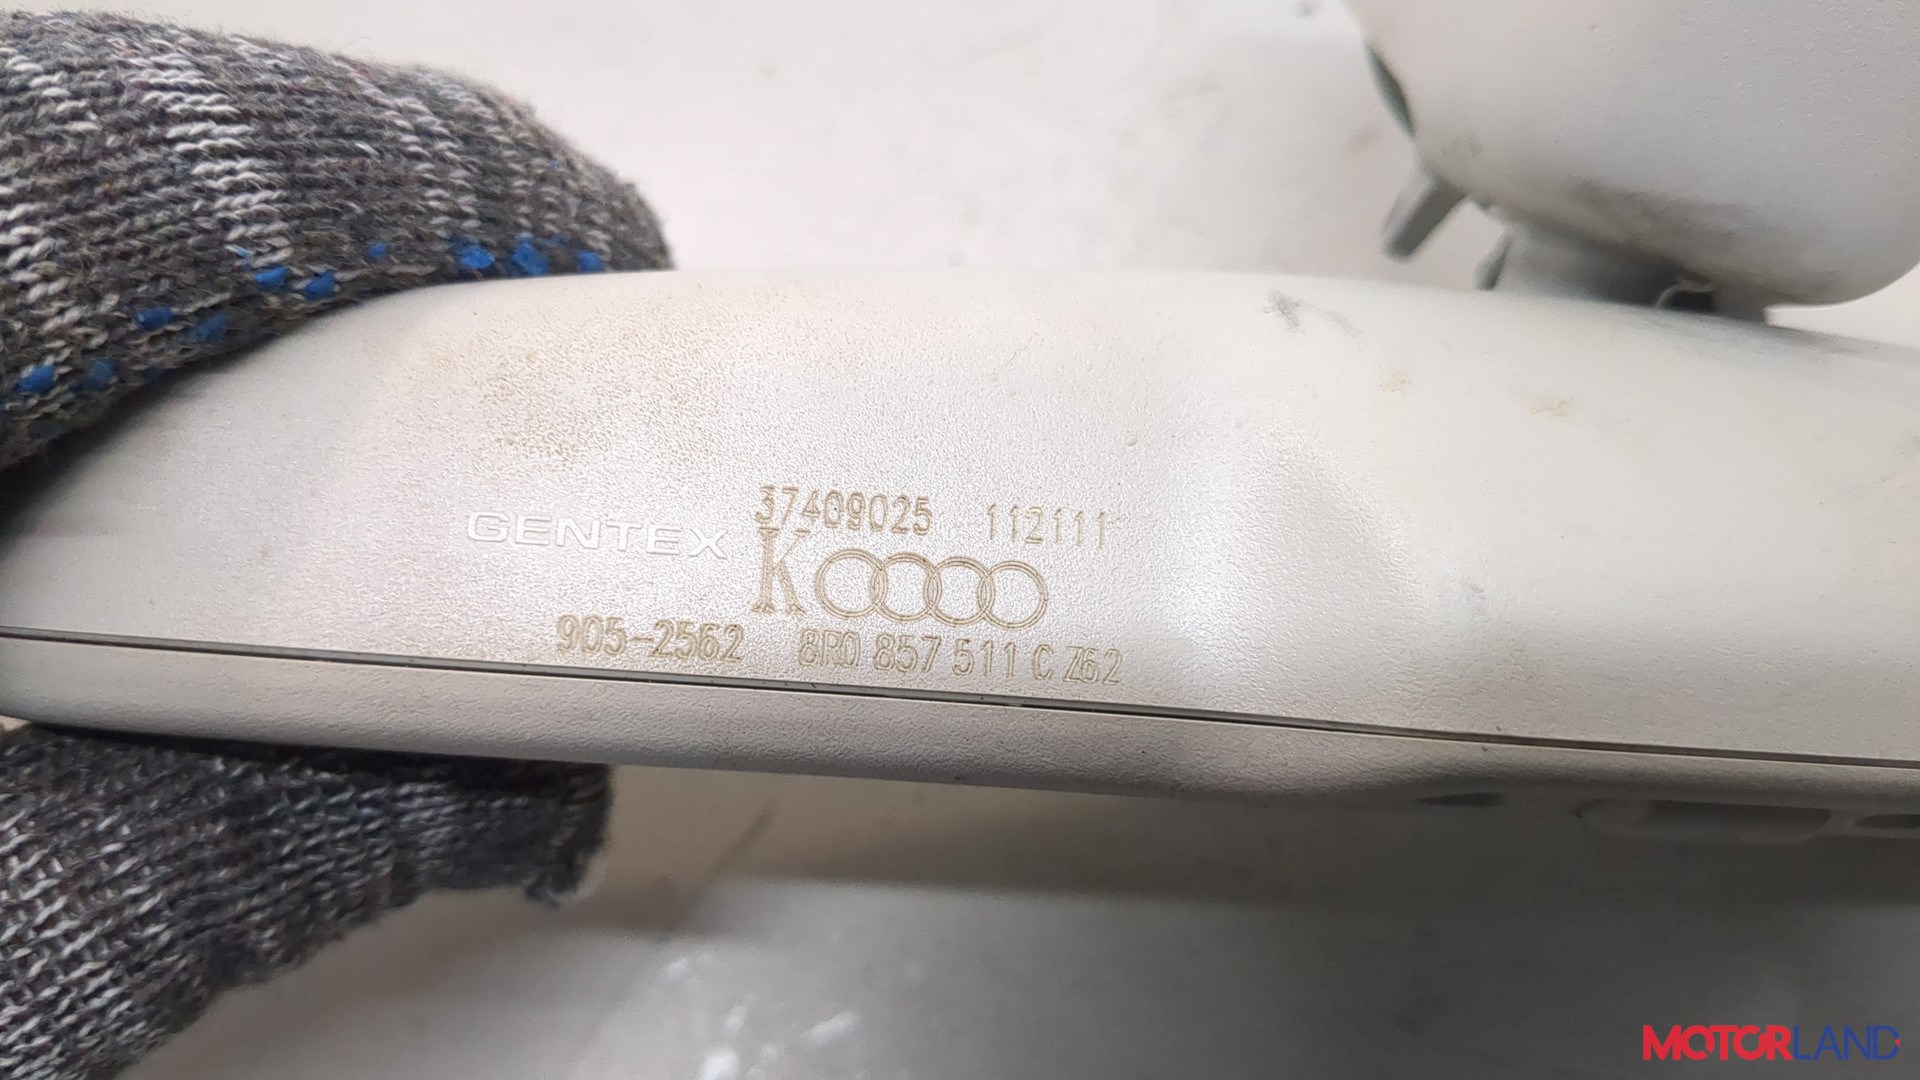 37409025 112111
GENTEX K
905-2562 8R0 857 511 C Z62
MOTORLAND